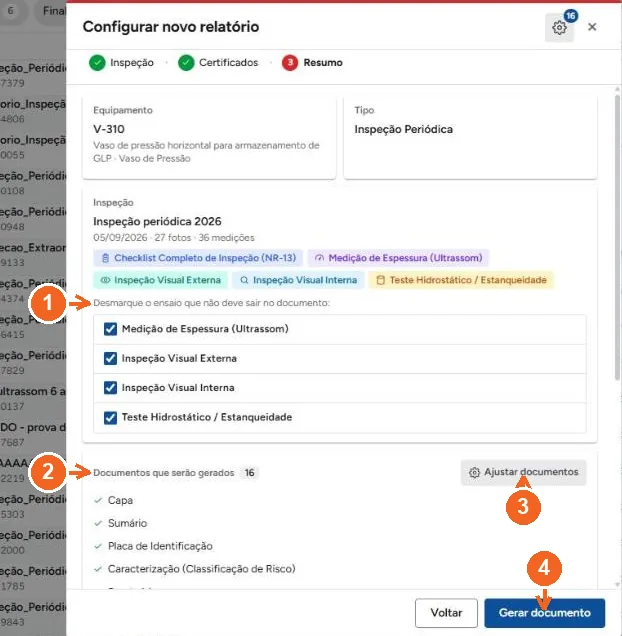 6
Final
Configurar novo relatório
16
Inspeção
Certificados
3 Resumo
Equipamento
V-310
Vaso de pressão horizontal para armazenamento de
GLP · Vaso de Pressão
Tipo
Inspeção Periódica
Inspeção
Inspeção periódica 2026
05/09/2026 · 27 fotos · 36 medições
Checklist Completo de Inspeção (NR-13)
Medição de Espessura (Ultrassom)
Inspeção Visual Externa
Inspeção Visual Interna
Teste Hidrostático / Estanqueidade
1
Desmarque o ensaio que não deve sair no documento:
Medição de Espessura (Ultrassom)
Inspeção Visual Externa
Inspeção Visual Interna
Teste Hidrostático / Estanqueidade
2
Documentos que serão gerados 16
Ajustar documentos
3
Capa
Sumário
Placa de Identificação
Caracterização (Classificação de Risco)
4
Voltar
Gerar documento